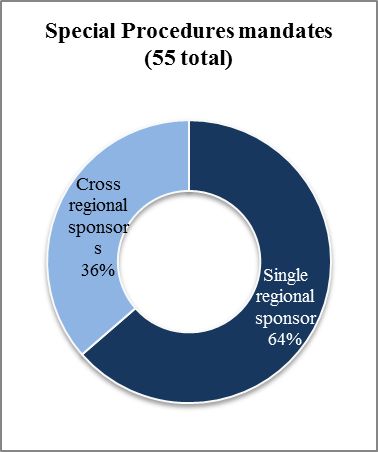 Special Procedures mandates
(55 total)
Cross
regional
sponsor
s
36%
Single
regional
sponsor
64%